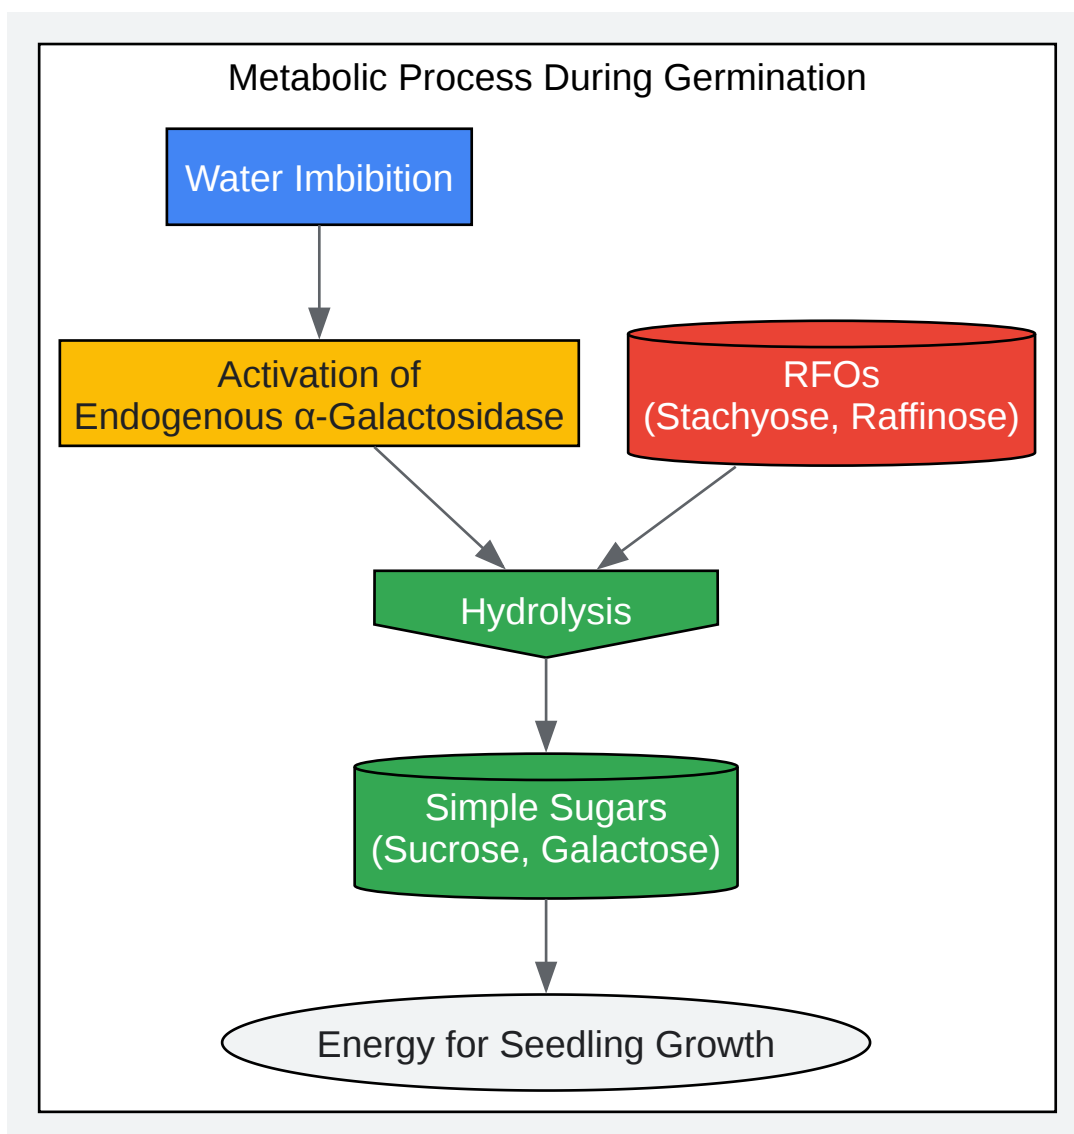 Metabolic Process During Germination
Water Imbibition
Activation of
Endogenous α-Galactosidase
RFOs
(Stachyose, Raffinose)
Hydrolysis
Simple Sugars
(Sucrose, Galactose)
Energy for Seedling Growth